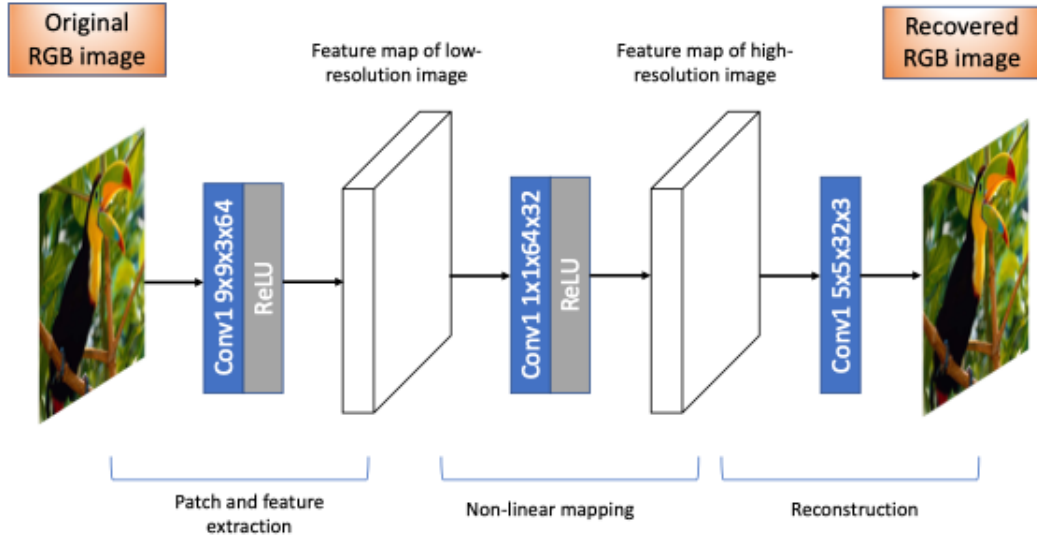 Original
RGB image
Feature map of low-
resolution image
Feature map of high-
resolution image
Recovered
RGB image
Conv1 9x9x3x64
ReLU
Conv1 1x1x64x32
ReLU
Conv1 5x5x32x3
Patch and feature
extraction
Non-linear mapping
Reconstruction